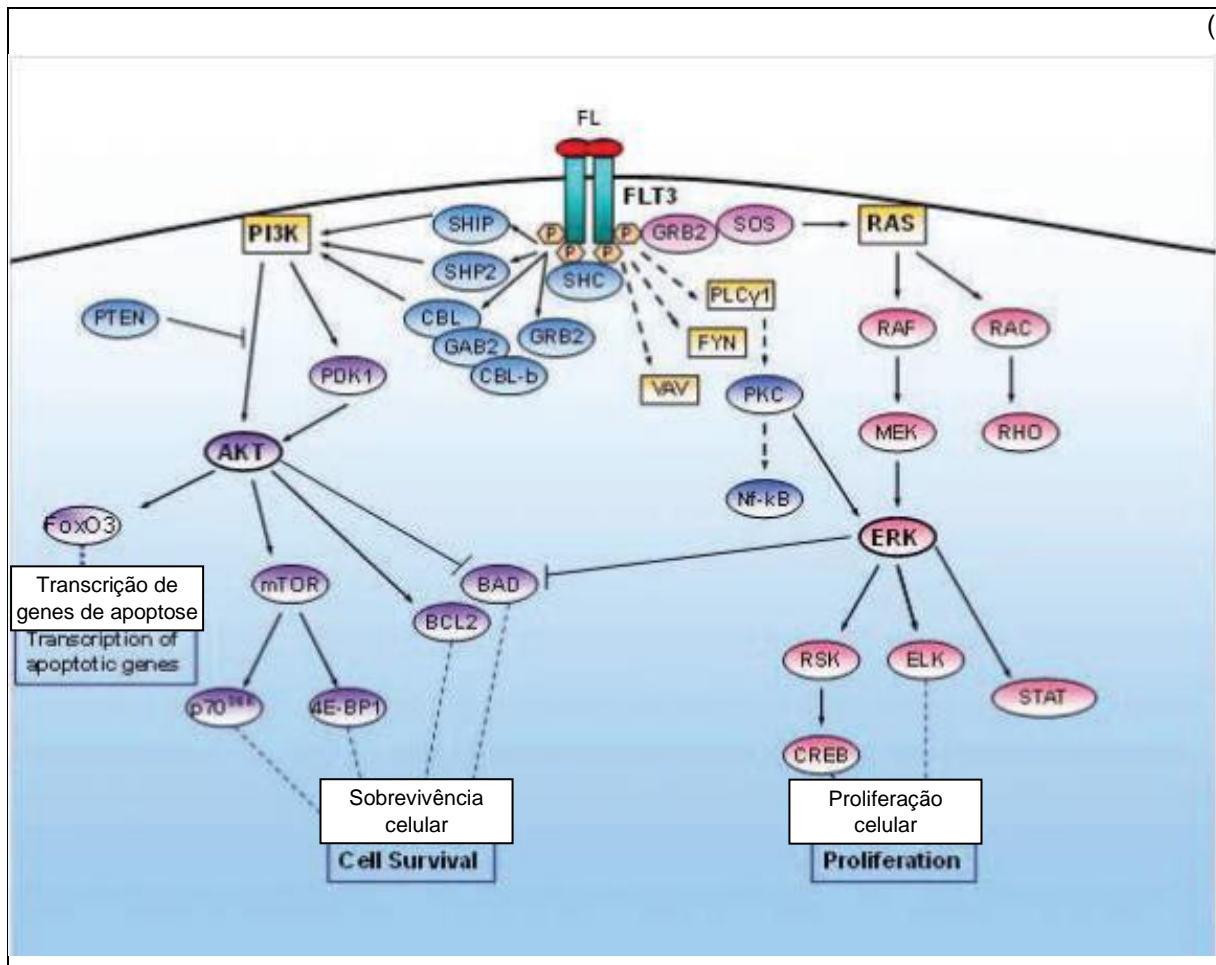 (
FL
FLT3
PI3K
SHIP
P
P
P
P
GRB2
SOS
RAS
SHP2
SHC
PLCγ1
PTEN
CBL
GRB2
RAF
RAC
GAB2
FYN
CBL-b
PDK1
VAV
PKC
MEK
RHO
AKT
Nf-kB
FoxO3
ERK
Transcrição de
genes de apoptose
Transcription of
apoptotic genes
mTOR
BAD
BCL2
RSK
ELK
STAT
p70
4E-BP1
CREB
Sobrevivência
celular
Cell Survival
Proliferação
celular
Proliferation